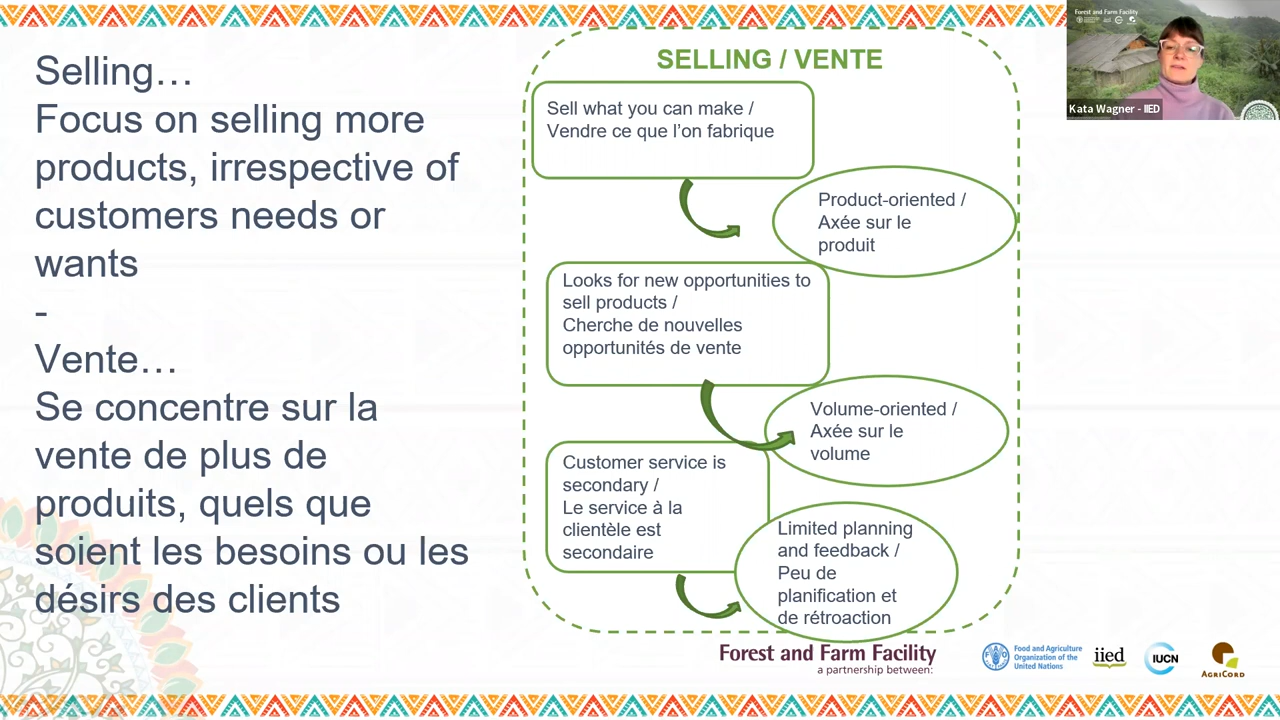 Selling…
Focus on selling more
products, irrespective of
customers needs or
wants
-
Vente…
Se concentre sur la
vente de plus de
produits, quels que
soient les besoins ou les
désirs des clients
SELLING / VENTE
Sell what you can make /
Vendre ce que l’on fabrique
Product-oriented /
Axée sur le
produit
Looks for new opportunities to
sell products /
Cherche de nouvelles
opportunités de vente
Volume-oriented /
Axée sur le
volume
Customer service is
secondary /
Le service à la
clientèle est
secondaire
Limited planning
and feedback /
Peu de
planification et
de rétroaction
Forest and Farm Facility
Kata Wagner - IIED
Forest and Farm Facility
a partnership between:
Food and Agriculture
Organization of the
United Nations
iied
IUCN
AGRICORD